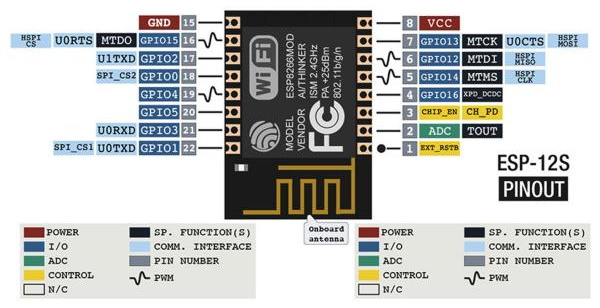 GND 15 8 VCC
HSPI CS U0RTS MTDO GPIO15 16 7 GPIO13 MTCK U0CTS HSPI MOSI
U1TXD GPIO2 17 6 GPIO12 MTDI HSPI MISO
SPI_CS2 GPIO0 18 5 GPIO14 MTMS HSPI CLK
GPIO4 19 4 GPIO16 XPD_DCDC
GPIO5 20 3 CHIP_EN CH_PD
U0RXD GPIO3 21 2 ADC TOUT
SPI_CS1 U0TXD GPIO1 22 1 EXT_RSTB
WiFi
MODEL ESP8266MOD
VENDOR AI/THINKER
ISM 2.4GHz
PA +25dBm
802.11b/g/n
FC
ESP-12S
PINOUT
Onboard
antenna
POWER SP. FUNCTION(S)
I/O COMM. INTERFACE
ADC PIN NUMBER
CONTROL PWM
N/C
POWER SP. FUNCTION(S)
I/O COMM. INTERFACE
ADC PIN NUMBER
CONTROL PWM
N/C